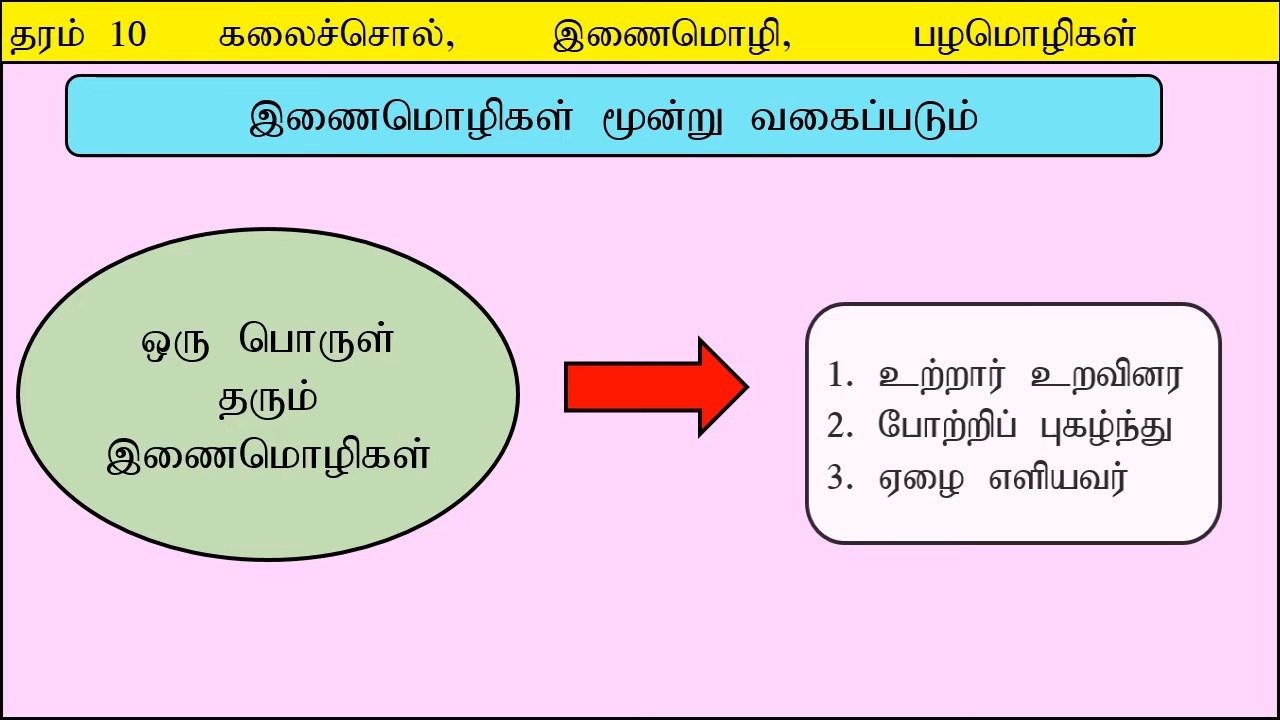 தரம் 10 கலைச்சொல், இணைமொழி, பழமொழிகள்
இணைமொழிகள் மூன்று வகைப்படும்
ஒரு பொருள்
தரும்
இணைமொழிகள்
1. உற்றார் உறவினர
2. போற்றிப் புகழ்ந்து
3. ஏழை எளியவர்